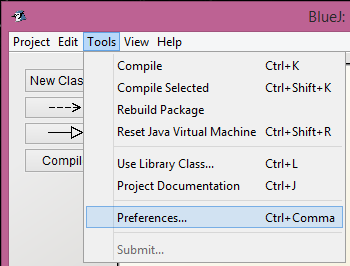 BlueJ:
Project Edit Tools View Help
New Clas
Compil
Compile Ctrl+K
Compile Selected Ctrl+Shift+K
Rebuild Package
Reset Java Virtual Machine Ctrl+Shift+R
Use Library Class... Ctrl+L
Project Documentation Ctrl+J
Preferences... Ctrl+Comma
Submit...